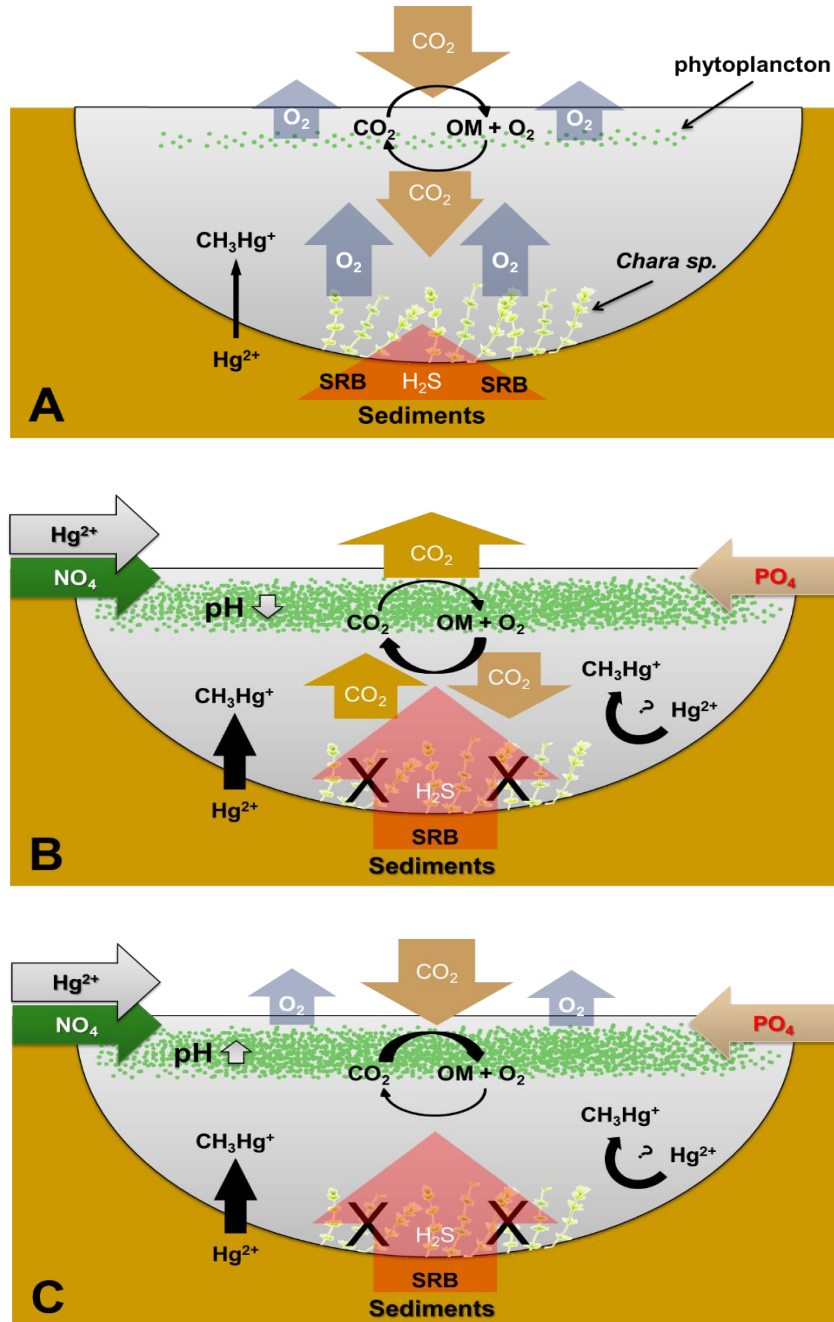 CO₂
phytoplancton
O₂
O₂
CO₂ OM + O₂
CO₂
CH₃Hg⁺
O₂
O₂
Chara sp.
Hg²⁺
SRB H₂S SRB
Sediments
A
Hg²⁺
CO₂
NO₄
PO₄
pH
CO₂ OM + O₂
CH₃Hg⁺
CO₂
CO₂
CH₃Hg⁺
? Hg²⁺
X X
H₂S
Hg²⁺
SRB
Sediments
B
Hg²⁺
CO₂
O₂
O₂
NO₄
PO₄
pH
CO₂ OM + O₂
CH₃Hg⁺
CH₃Hg⁺
? Hg²⁺
X X
H₂S
Hg²⁺
SRB
Sediments
C